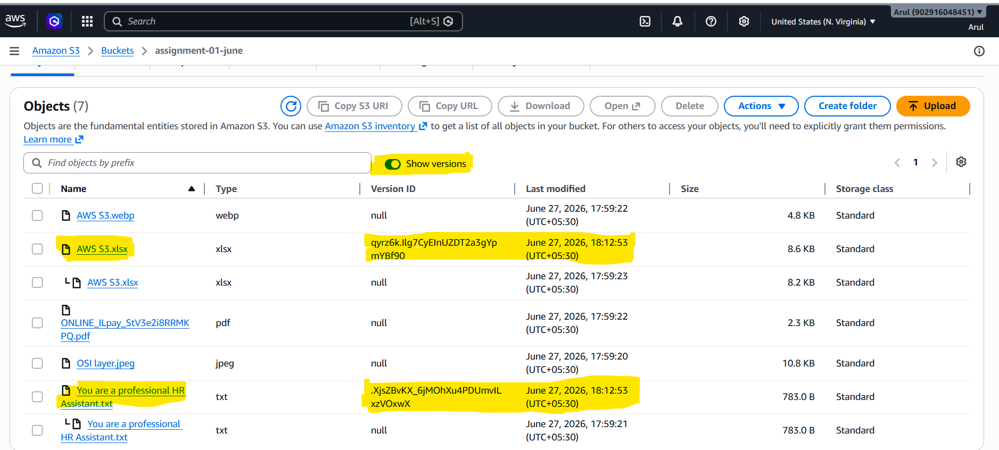 aws
Search [Alt+S]
United States (N. Virginia) ▼
Arul (902916048451) ▼
Arul
Amazon S3 > Buckets > assignment-01-june
Objects (7)
Copy S3 URI
Copy URL
Download
Open
Delete
Actions ▼
Create folder
Upload
Objects are the fundamental entities stored in Amazon S3. You can use Amazon S3 inventory to get a list of all objects in your bucket. For others to access your objects, you'll need to explicitly grant them permissions.
Learn more
Find objects by prefix
Show versions
1
Name Type Version ID Last modified Size Storage class
AWS S3.webp webp null June 27, 2026, 17:59:22 (UTC+05:30) 4.8 KB Standard
AWS S3.xlsx xlsx qyrz6k.Ilg7CyEInUZDT2a3gYpmYBf90 June 27, 2026, 18:12:53 (UTC+05:30) 8.6 KB Standard
AWS S3.xlsx xlsx null June 27, 2026, 17:59:23 (UTC+05:30) 8.2 KB Standard
ONLINE_ILpay_StV3e2i8RRMKPQ.pdf pdf null June 27, 2026, 17:59:22 (UTC+05:30) 2.3 KB Standard
OSI layer.jpeg jpeg null June 27, 2026, 17:59:20 (UTC+05:30) 10.8 KB Standard
You are a professional HR Assistant.txt txt .XjsZBvKX_6jMOhXu4PDUmvILxzVOxwX June 27, 2026, 18:12:53 (UTC+05:30) 783.0 B Standard
You are a professional HR Assistant.txt txt null June 27, 2026, 17:59:21 (UTC+05:30) 783.0 B Standard